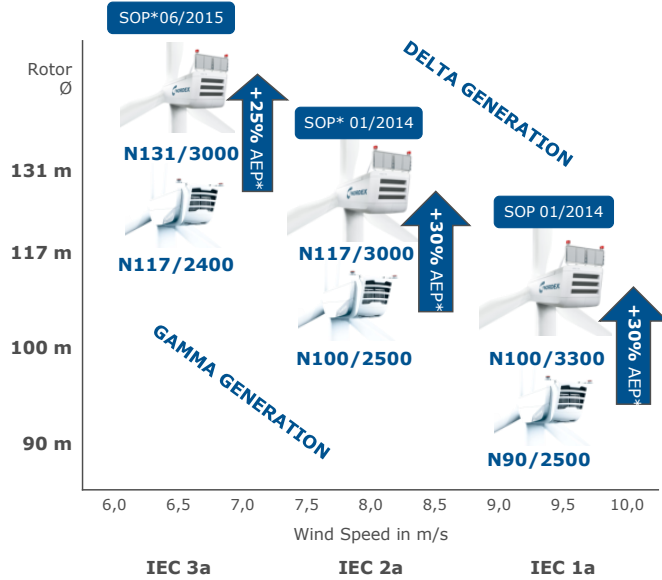 SOP*06/2015
Rotor
Ø
DELTA GENERATION
+25% AEP*
SOP* 01/2014
N131/3000
131 m
NORDEX
SOP 01/2014
+30% AEP*
117 m
N117/2400
N117/3000
NORDEX
+30% AEP*
100 m
GAMMA GENERATION
N100/2500
N100/3300
90 m
N90/2500
6,0 6,5 7,0 7,5 8,0 8,5 9,0 9,5 10,0
Wind Speed in m/s
IEC 3a IEC 2a IEC 1a